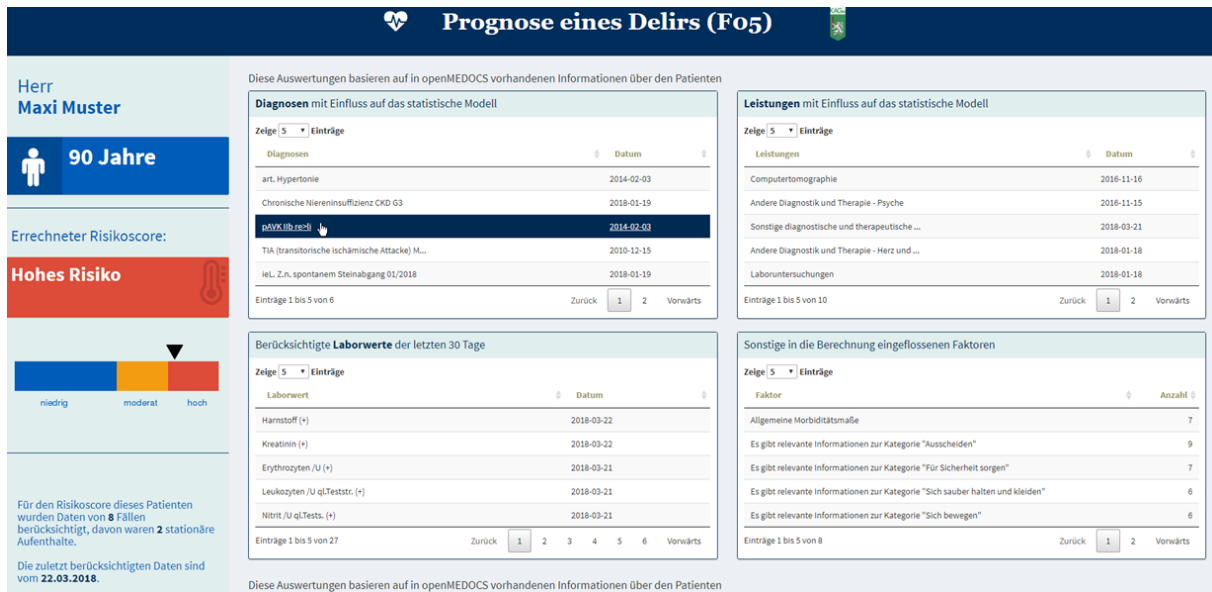 Prognose eines Delirs (F05)
Herr
Maxi Muster
90 Jahre
Errechneter Risikoscore:
Hohes Risiko
niedrig moderat hoch
Für den Risikoscore dieses Patienten
wurden Daten von 8 Fällen
berücksichtigt, davon waren 2 stationäre
Aufenthalte.
Die zuletzt berücksichtigten Daten sind
vom 22.03.2018.
Diese Auswertungen basieren auf in openMEDOCS vorhandenen Informationen über den Patienten
Diagnosen mit Einfluss auf das statistische Modell
Zeige 5 Einträge
Diagnosen Datum
art. Hypertonie 2014-02-03
Chronische Niereninsuffizienz CKD G3 2018-01-19
pAVK IIb re>li 2014-02-03
TIA (transitorische ischämische Attacke) M... 2010-12-15
ieL. Z.n. spontanem Steinabgang 01/2018 2018-01-19
Einträge 1 bis 5 von 6 Zurück 1 2 Vorwärts
Leistungen mit Einfluss auf das statistische Modell
Zeige 5 Einträge
Leistungen Datum
Computertomographie 2016-11-16
Andere Diagnostik und Therapie - Psyche 2016-11-15
Sonstige diagnostische und therapeutische ... 2018-03-21
Andere Diagnostik und Therapie - Herz und ... 2018-01-18
Laboruntersuchungen 2018-01-18
Einträge 1 bis 5 von 10 Zurück 1 2 Vorwärts
Berücksichtigte Laborwerte der letzten 30 Tage
Zeige 5 Einträge
Laborwert Datum
Harnstoff (+) 2018-03-22
Kreatinin (+) 2018-03-22
Erythrozyten /U (+) 2018-03-21
Leukozyten /U ql.Teststr. (+) 2018-03-21
Nitrit /U ql.Tests. (+) 2018-03-21
Einträge 1 bis 5 von 27 Zurück 1 2 3 4 5 6 Vorwärts
Sonstige in die Berechnung eingeflossenen Faktoren
Zeige 5 Einträge
Faktor Anzahl
Allgemeine Morbiditätsmaße 7
Es gibt relevante Informationen zur Kategorie "Ausscheiden" 9
Es gibt relevante Informationen zur Kategorie "Für Sicherheit sorgen" 7
Es gibt relevante Informationen zur Kategorie "Sich sauber halten und kleiden" 6
Es gibt relevante Informationen zur Kategorie "Sich bewegen" 6
Einträge 1 bis 5 von 8 Zurück 1 2 Vorwärts
Diese Auswertungen basieren auf in openMEDOCS vorhandenen Informationen über den Patienten